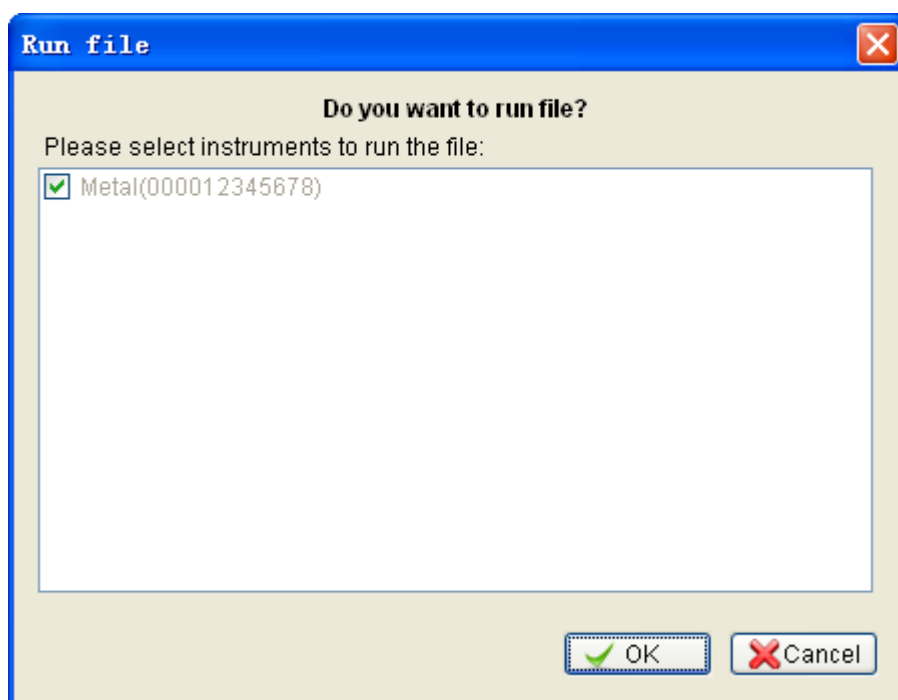 Run file
Do you want to run file?
Please select instruments to run the file:
Metal(000012345678)
OK
Cancel